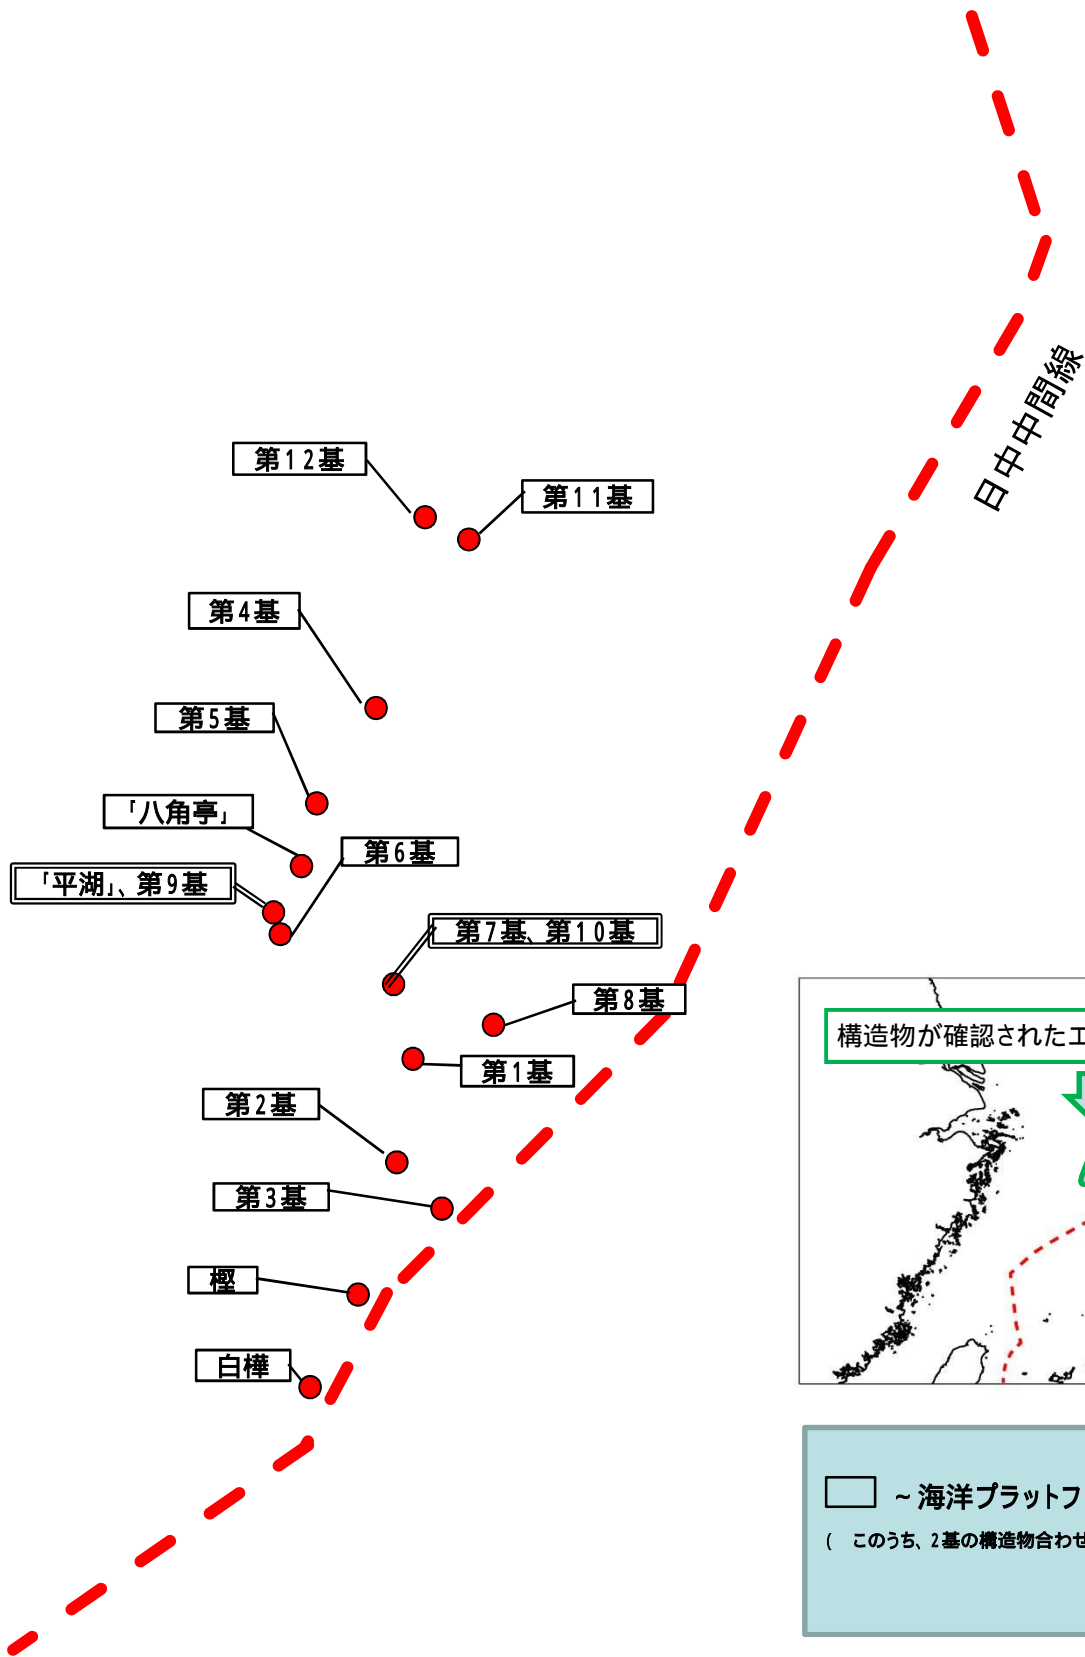 日中中間線
第12基
第11基
第4基
第5基
「八角亭」
第6基
「平湖」、第9基
第7基、第10基
第8基
第1基
第2基
第3基
樫
白樺
構造物が確認されたエ
～海洋プラットフ
( このうち、2基の構造物合わせ